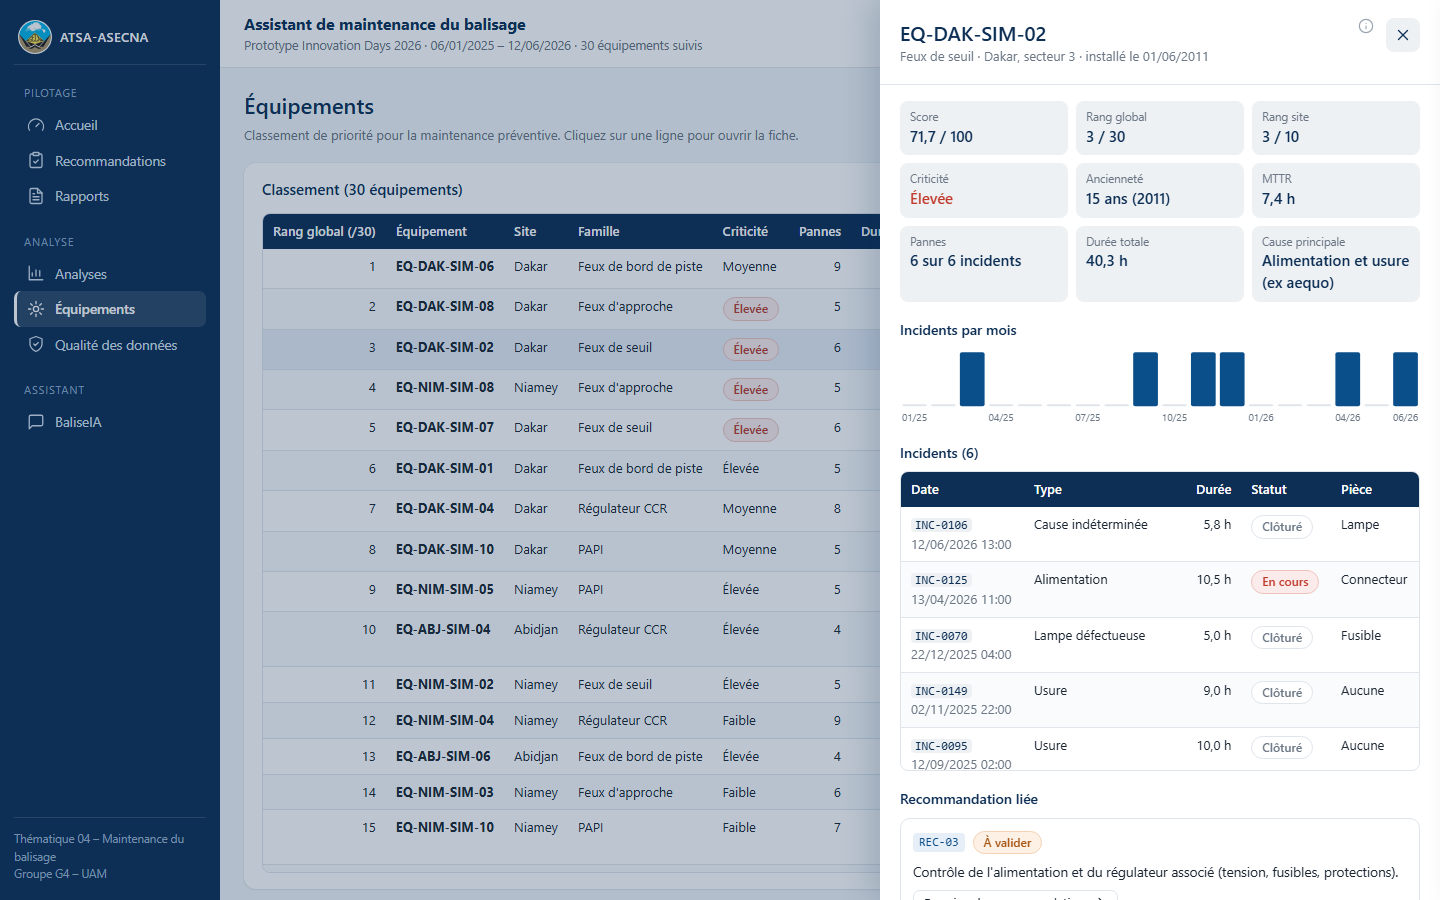 ATSA-ASECNA
PILOTAGE
Accueil
Recommandations
Rapports
ANALYSE
Analyses
Équipements
Qualité des données
ASSISTANT
BaliseIA
Thématique 04 – Maintenance du
balisage
Groupe G4 – UAM
Assistant de maintenance du balisage
Prototype Innovation Days 2026 · 06/01/2025 – 12/06/2026 · 30 équipements suivis
Équipements
Classement de priorité pour la maintenance préventive. Cliquez sur une ligne pour ouvrir la fiche.
Classement (30 équipements)
Rang global (/30) Équipement Site Famille Criticité Pannes
1 EQ-DAK-SIM-06 Dakar Feux de bord de piste Moyenne 9
2 EQ-DAK-SIM-08 Dakar Feux d'approche Élevée 5
3 EQ-DAK-SIM-02 Dakar Feux de seuil Élevée 6
4 EQ-NIM-SIM-08 Niamey Feux d'approche Élevée 5
5 EQ-DAK-SIM-07 Dakar Feux de seuil Élevée 6
6 EQ-DAK-SIM-01 Dakar Feux de bord de piste Élevée 5
7 EQ-DAK-SIM-04 Dakar Régulateur CCR Moyenne 8
8 EQ-DAK-SIM-10 Dakar PAPI Moyenne 5
9 EQ-NIM-SIM-05 Niamey PAPI Élevée 5
10 EQ-ABJ-SIM-04 Abidjan Régulateur CCR Élevée 4
11 EQ-NIM-SIM-02 Niamey Feux de seuil Élevée 5
12 EQ-NIM-SIM-04 Niamey Régulateur CCR Faible 9
13 EQ-ABJ-SIM-06 Abidjan Feux de bord de piste Élevée 4
14 EQ-NIM-SIM-03 Niamey Feux d'approche Faible 6
15 EQ-NIM-SIM-10 Niamey PAPI Faible 7
EQ-DAK-SIM-02
Feux de seuil · Dakar, secteur 3 · installé le 01/06/2011
Score
71,7 / 100
Rang global
3 / 30
Rang site
3 / 10
Criticité
Élevée
Ancienneté
15 ans (2011)
MTTR
7,4 h
Pannes
6 sur 6 incidents
Durée totale
40,3 h
Cause principale
Alimentation et usure
(ex aequo)
Incidents par mois
01/25 04/25 07/25 10/25 01/26 04/26 06/26
Incidents (6)
Date Type Durée Statut Pièce
INC-0106 Cause indéterminée 5,8 h Clôturé Lampe
12/06/2026 13:00
INC-0125 Alimentation 10,5 h En cours Connecteur
13/04/2026 11:00
INC-0070 Lampe défectueuse 5,0 h Clôturé Fusible
22/12/2025 04:00
INC-0149 Usure 9,0 h Clôturé Aucune
02/11/2025 22:00
INC-0095 Usure 10,0 h Clôturé Aucune
12/09/2025 02:00
Recommandation liée
REC-03 À valider
Contrôle de l'alimentation et du régulateur associé (tension, fusibles, protections).